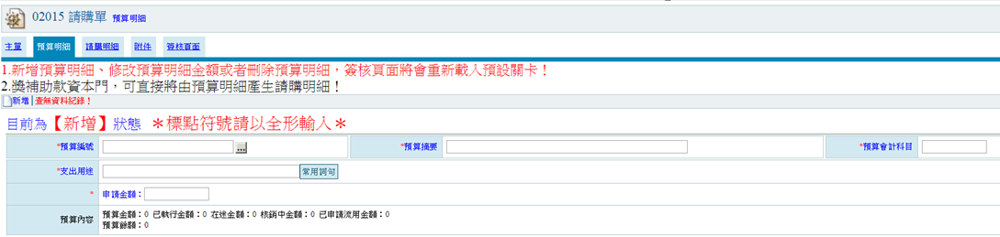 02015 請購單 預算明細
主單 預算明細 請購明細 附件 簽核頁面
1.新增預算明細、修改預算明細金額或者刪除預算明細，簽核頁面將會重新載入預設關卡！
2.獎補助款資本門，可直接將由預算明細產生請購明細！
新增 | 查無資料紀錄！
目前為【新增】狀態 ＊標點符號請以全形輸入＊
*預算編號 ... *預算摘要 *預算會計科目
*支出用途 常用詞句
* 申請金額：
預算內容 預算金額：0 已執行金額：0 在途金額：0 核銷中金額：0 已申請流用金額：0
預算餘額：0